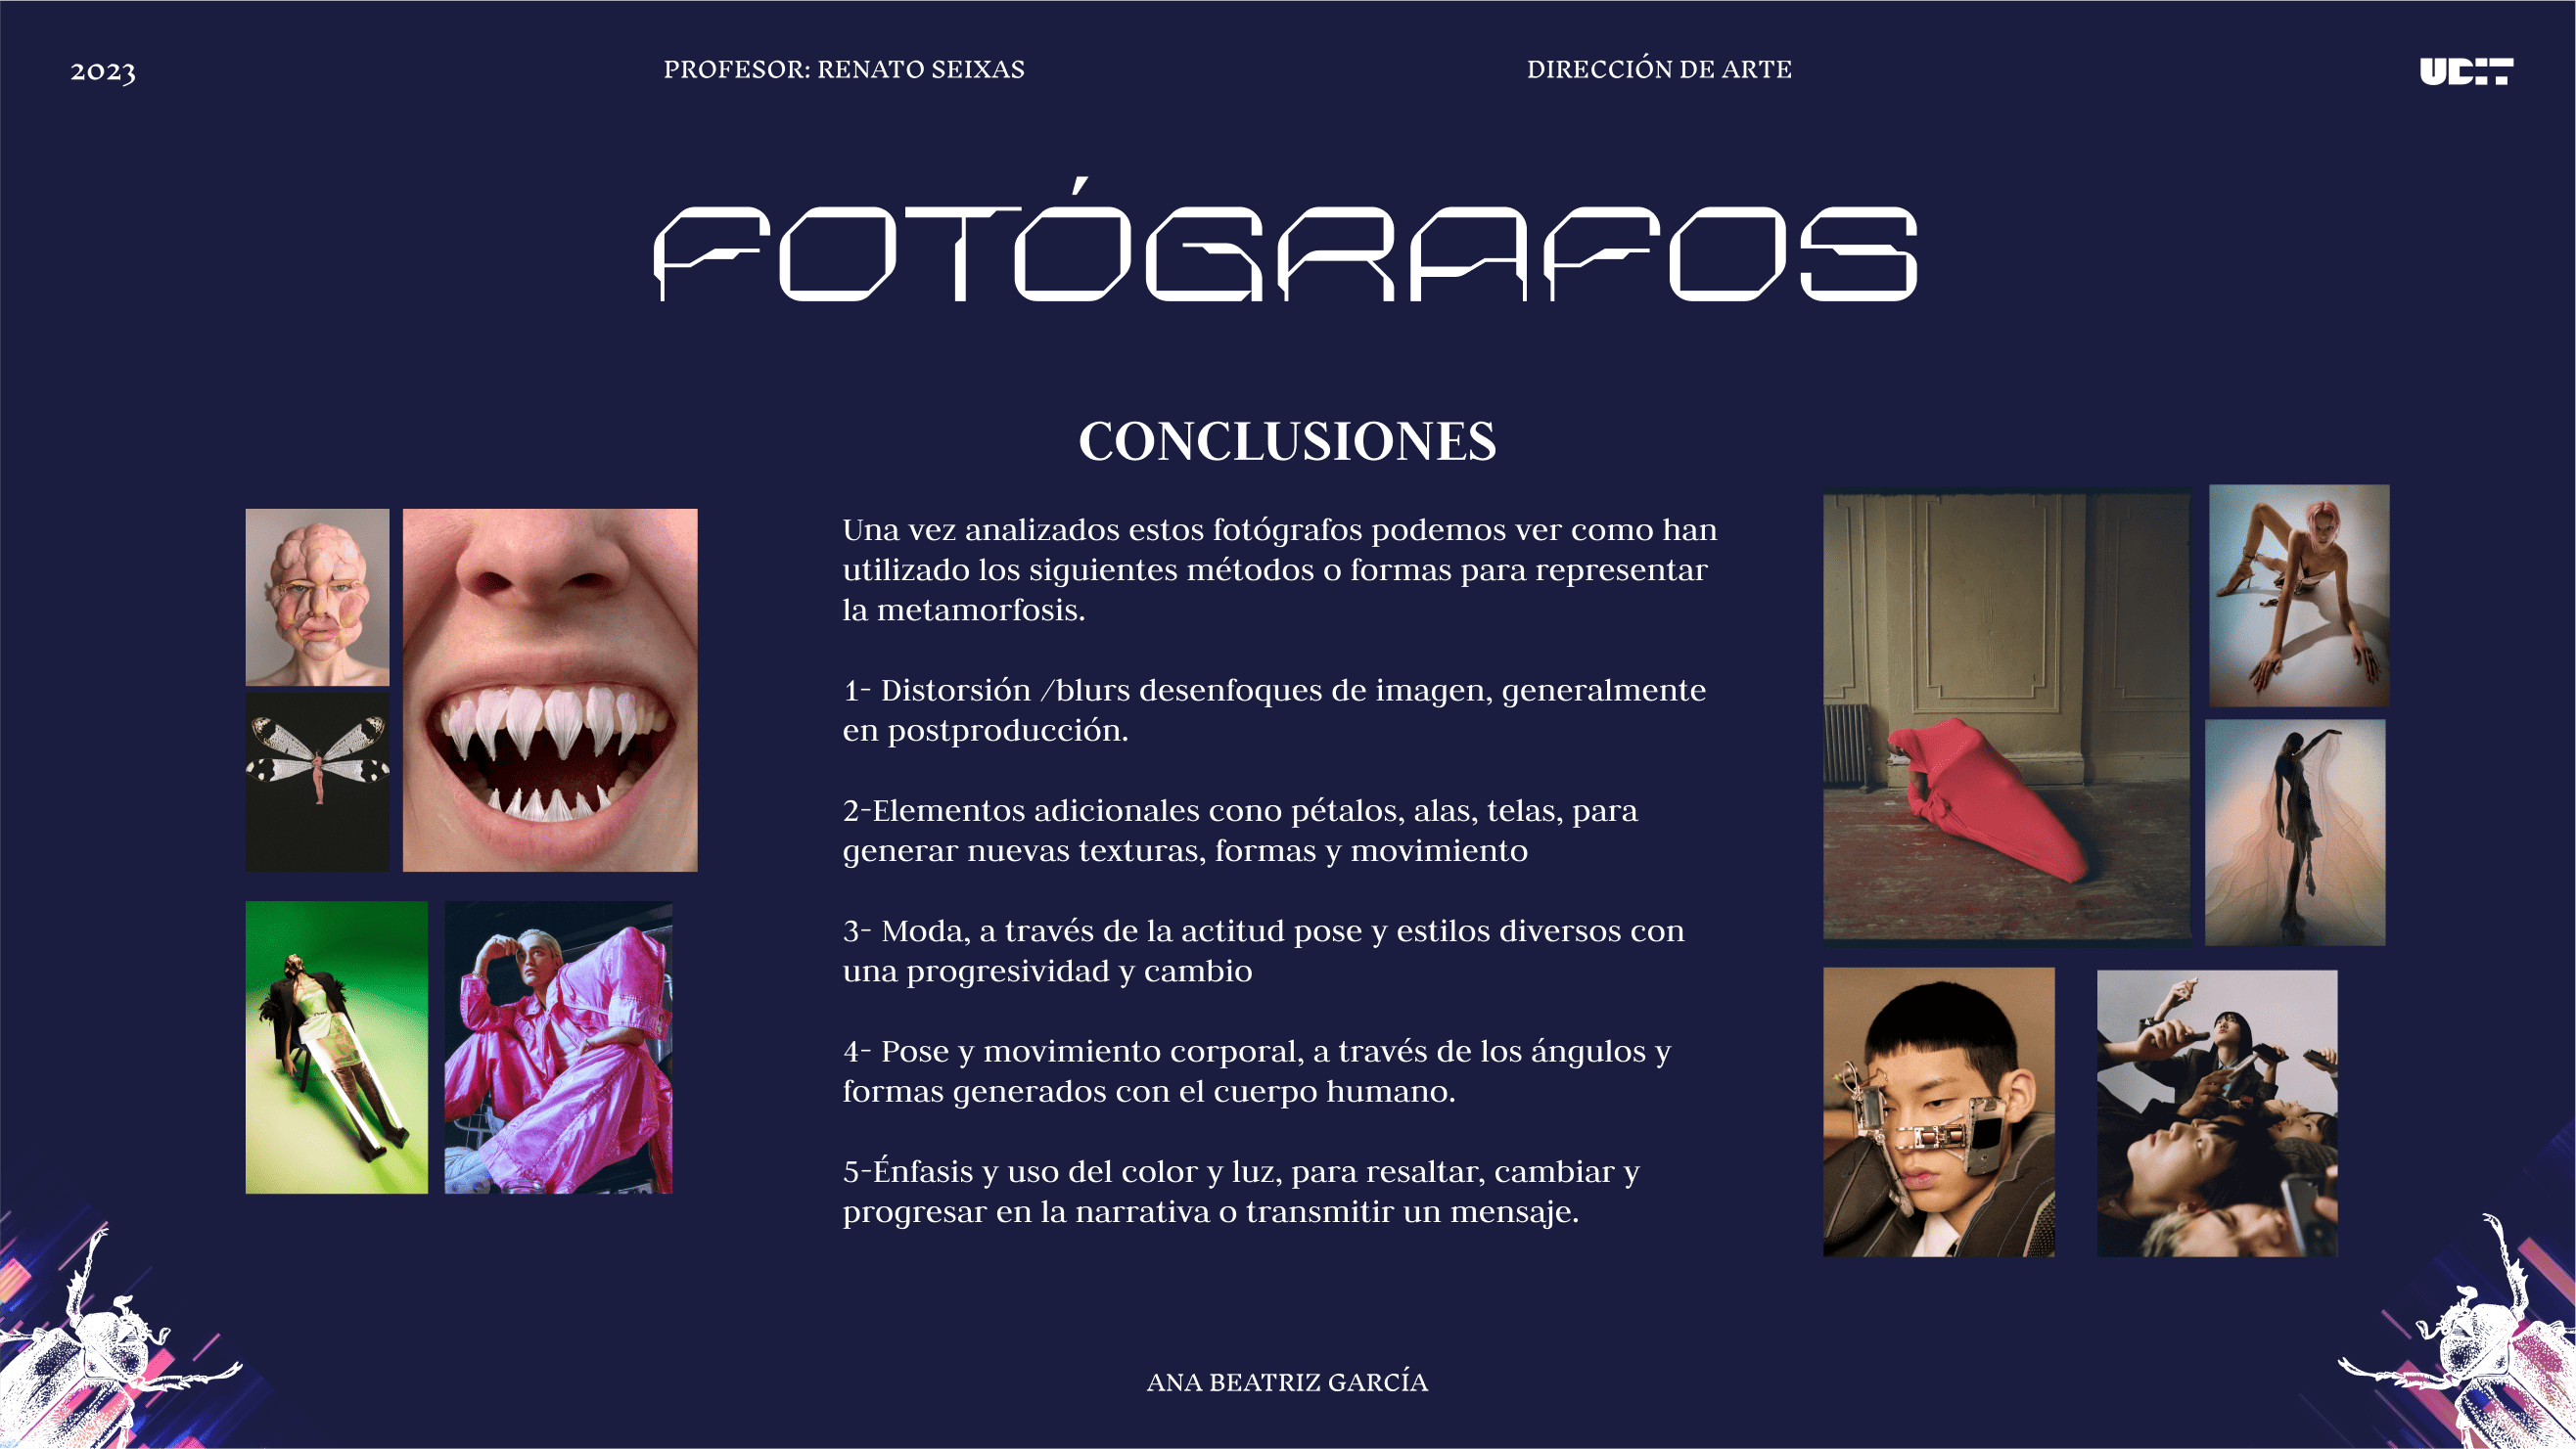 2023
PROFESOR: RENATO SEIXAS
DIRECCIÓN DE ARTE
UDIT
FOTÓGRAFOS
CONCLUSIONES
Una vez analizados estos fotógrafos podemos ver como han
utilizado los siguientes métodos o formas para representar
la metamorfosis.
1- Distorsión /blurs desenfoques de imagen, generalmente
en postproducción.
2-Elementos adicionales cono pétalos, alas, telas, para
generar nuevas texturas, formas y movimiento
3- Moda, a través de la actitud pose y estilos diversos con
una progresividad y cambio
4- Pose y movimiento corporal, a través de los ángulos y
formas generados con el cuerpo humano.
5-Énfasis y uso del color y luz, para resaltar, cambiar y
progresar en la narrativa o transmitir un mensaje.
ANA BEATRIZ GARCÍA